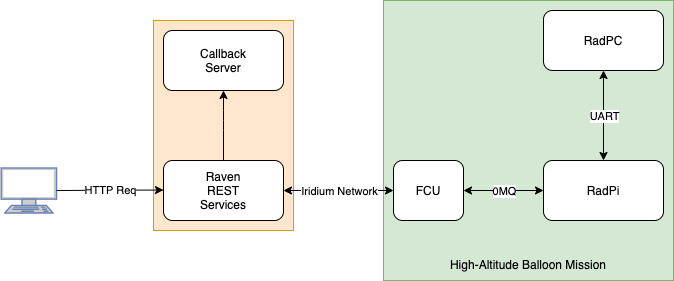 Callback
Server
RadPC
UART
HTTP Req
Raven
REST
Services
Iridium Network
FCU
0MQ
RadPi
High-Altitude Balloon Mission